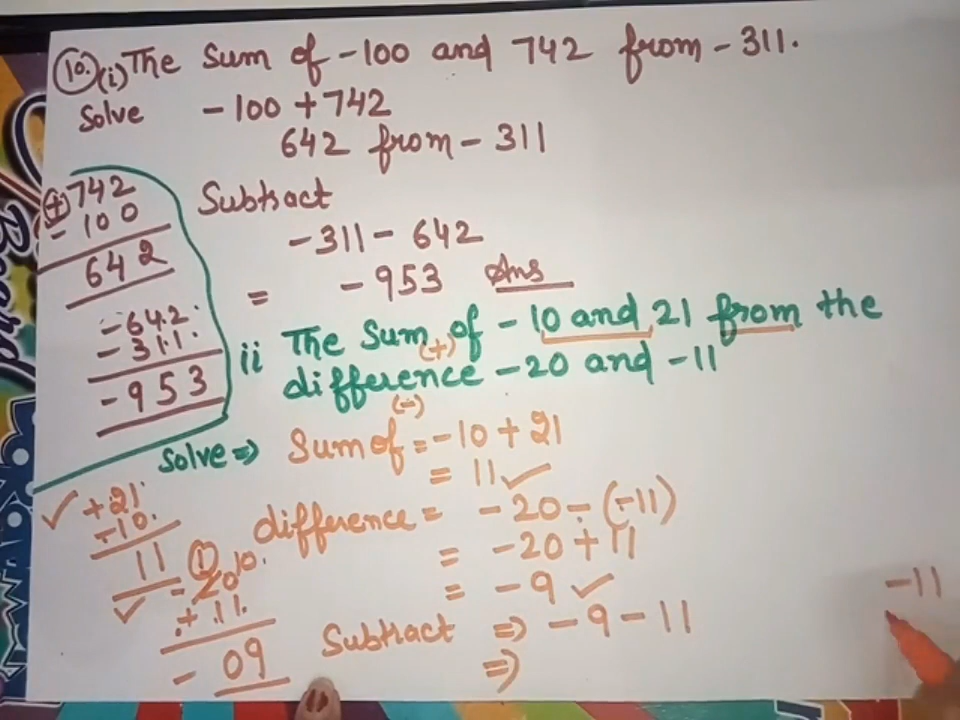 10. (i) The Sum of -100 and 742 from -311.
Solve -100 + 742
642 from - 311
Subtract
-311 - 642
= -953 Ans
(+) 742
- 100
642
-642
-311
-953
ii The Sum of -10 and 21 from the
(+)
difference -20 and -11
(-)
Solve => Sum of = -10 + 21
= 11 ✓
✓ +21
-10
11
difference = -20 - (-11)
= -20 + 11
= -9 ✓
✓ (1) 10
-20
+11
- 09
Subtract => -9 - 11
=>
-11